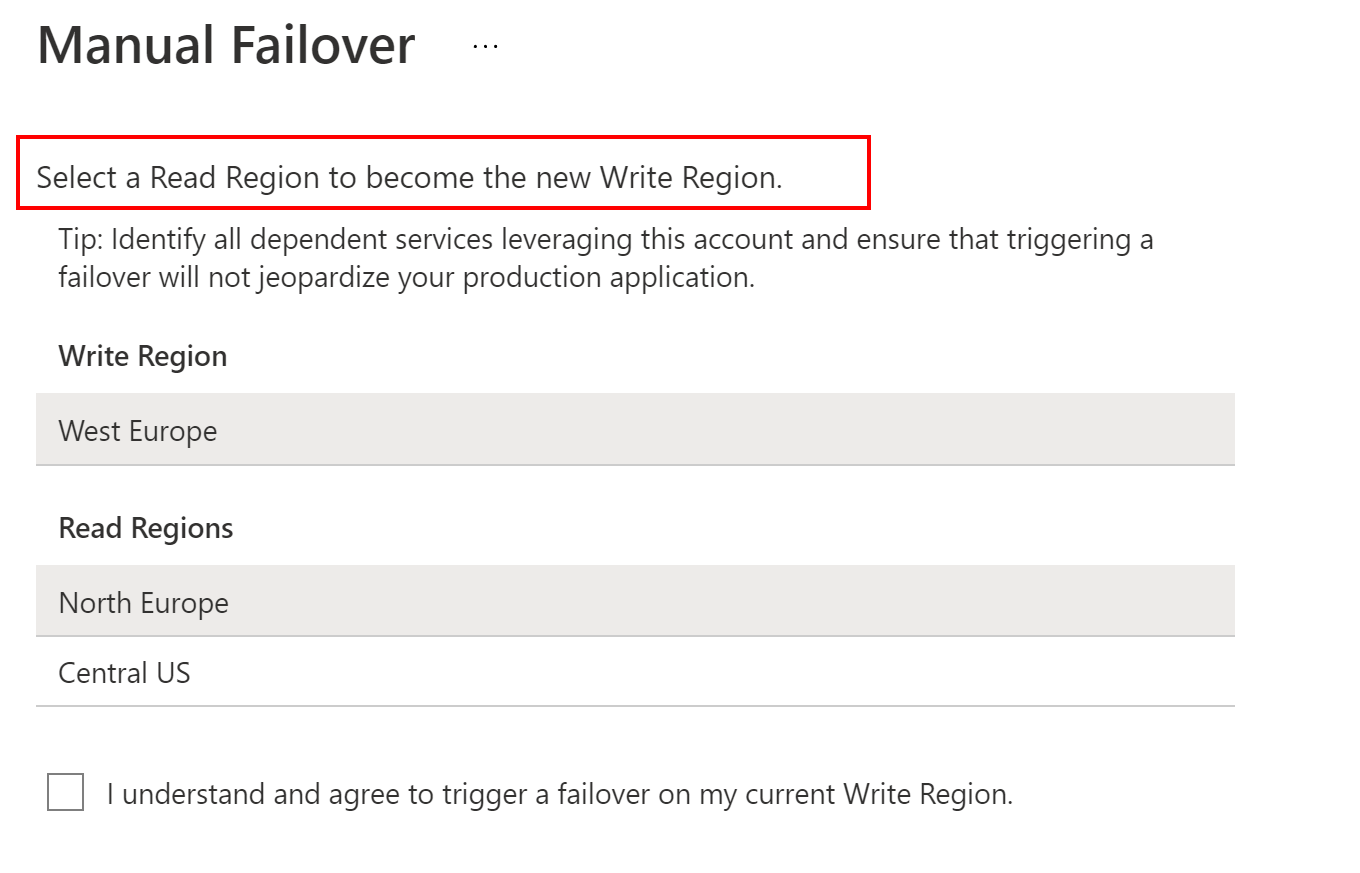 Manual Failover ...
Select a Read Region to become the new Write Region.
Tip: Identify all dependent services leveraging this account and ensure that triggering a
failover will not jeopardize your production application.
Write Region
West Europe
Read Regions
North Europe
Central US
I understand and agree to trigger a failover on my current Write Region.